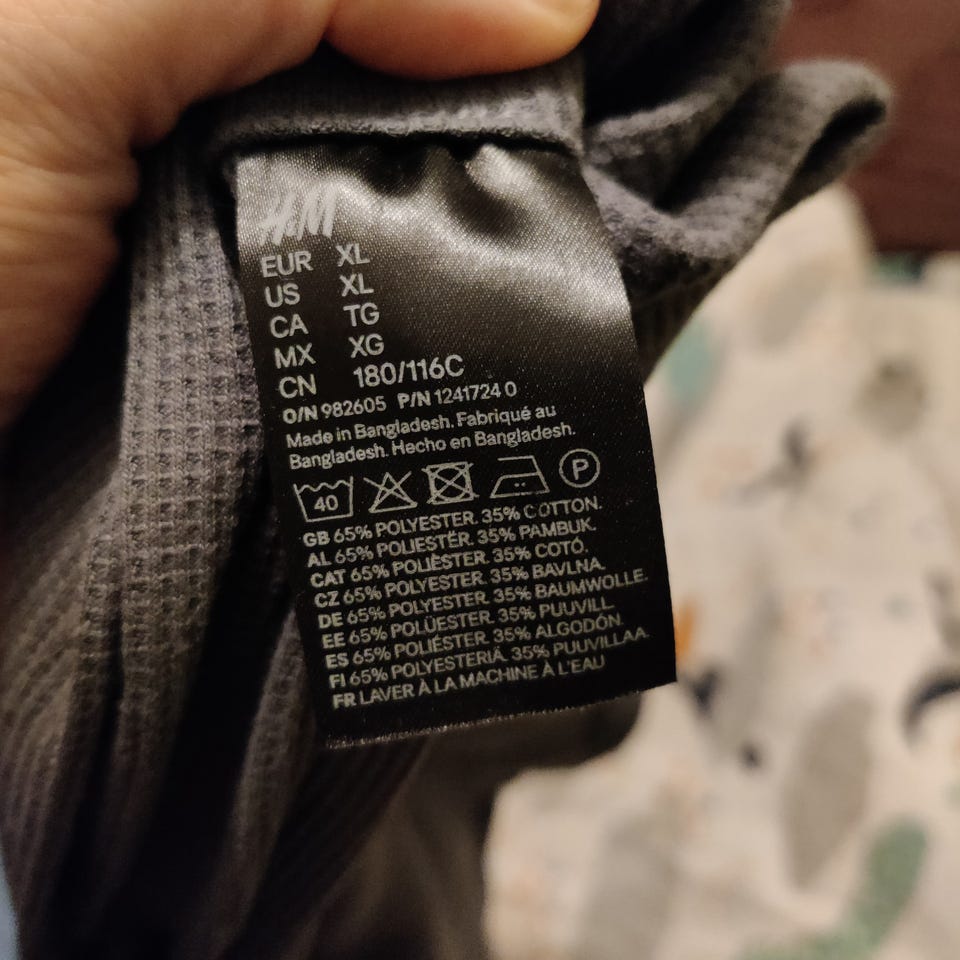 H&M
EUR XL
US XL
CA TG
MX XG
CN 180/116C
O/N 982605 P/N 1241724 0
Made in Bangladesh. Fabriqué au
Bangladesh. Hecho en Bangladesh.
40 P
GB 65% POLYESTER. 35% COTTON.
AL 65% POLIESTËR. 35% PAMBUK.
CAT 65% POLIÈSTER. 35% COTÓ.
CZ 65% POLYESTER. 35% BAVLNA.
DE 65% POLYESTER. 35% BAUMWOLLE.
EE 65% POLÜESTER. 35% PUUVILL.
ES 65% POLIÉSTER. 35% ALGODÓN.
FI 65% POLYESTERIÄ. 35% PUUVILLAA.
FR LAVER À LA MACHINE À L'EAU